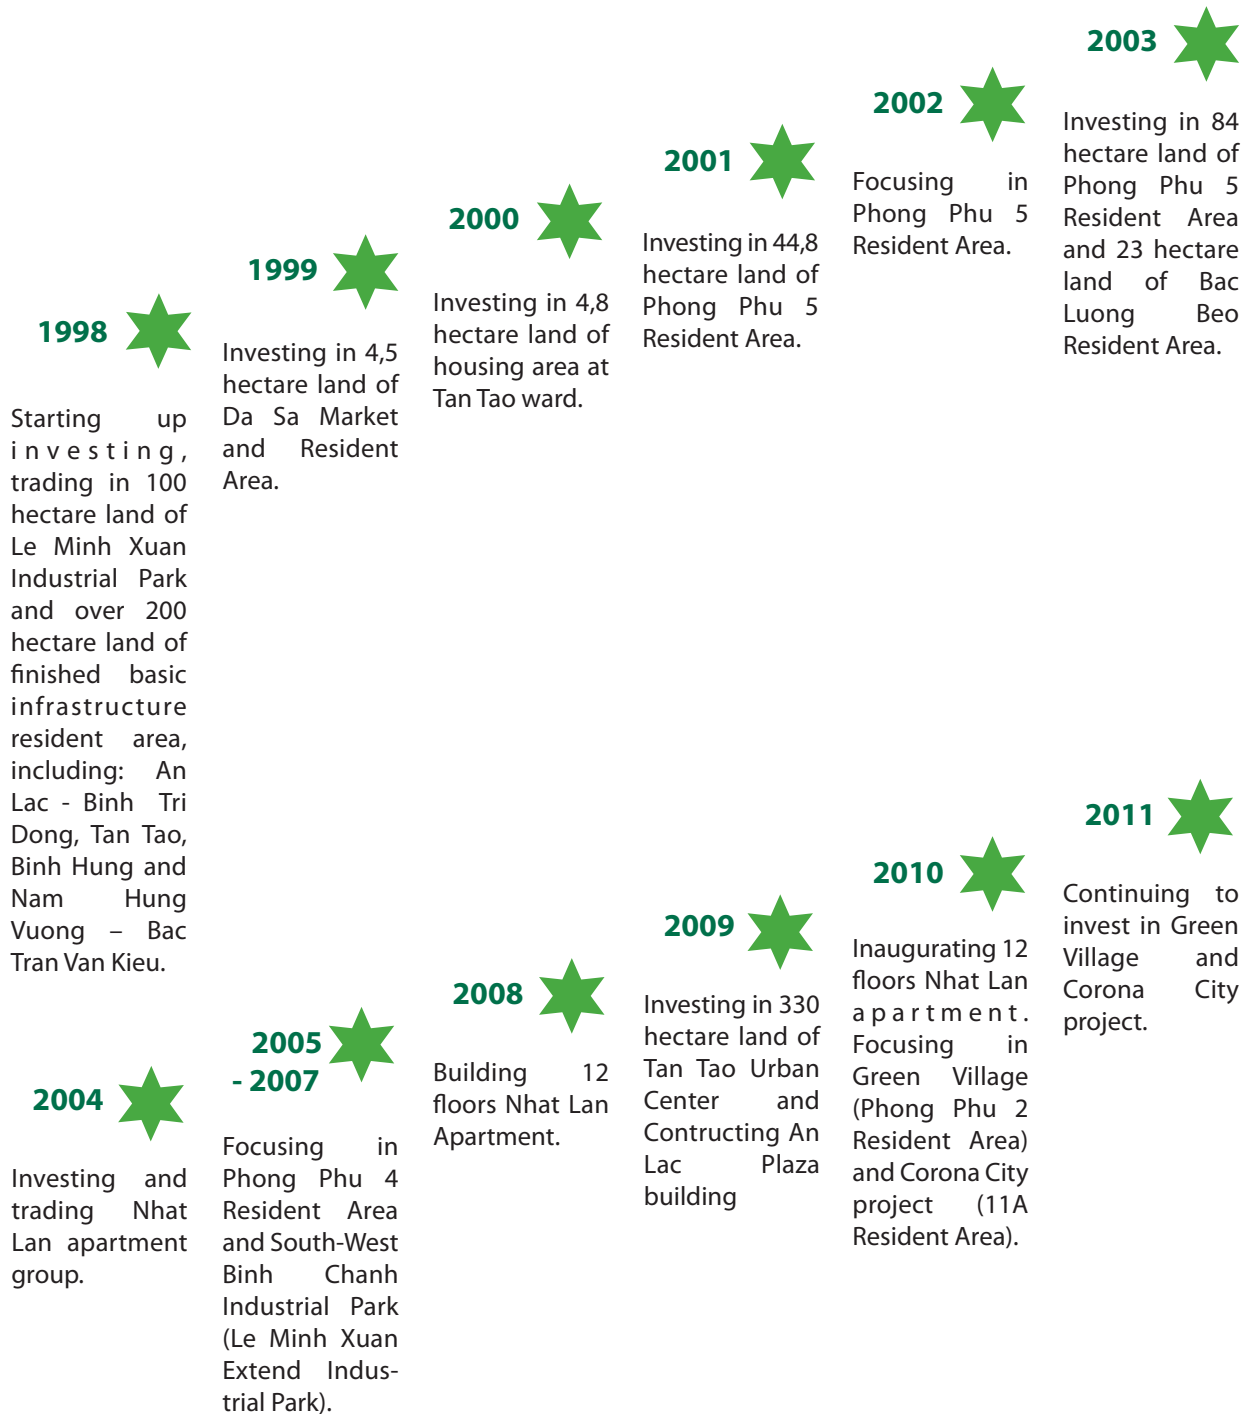 1998
Starting up
investing,
trading in 100
hectare land of
Le Minh Xuan
Industrial Park
and over 200
hectare land of
finished basic
infrastructure
resident area,
including: An
Lac - Binh Tri
Dong, Tan Tao,
Binh Hung and
Nam Hung
Vuong – Bac
Tran Van Kieu.
1999
Investing in 4,5
hectare land of
Da Sa Market
and Resident
Area.
2000
Investing in 4,8
hectare land of
housing area at
Tan Tao ward.
2001
Investing in 44,8
hectare land of
Phong Phu 5
Resident Area.
2002
Focusing in
Phong Phu 5
Resident Area.
2003
Investing in 84
hectare land of
Phong Phu 5
Resident Area
and 23 hectare
land of Bac
Luong Beo
Resident Area.
2004
Investing and
trading Nhat
Lan apartment
group.
2005
- 2007
Focusing in
Phong Phu 4
Resident Area
and South-West
Binh Chanh
Industrial Park
(Le Minh Xuan
Extend Indus-
trial Park).
2008
Building 12
floors Nhat Lan
Apartment.
2009
Investing in 330
hectare land of
Tan Tao Urban
Center and
Contructing An
Lac Plaza
building
2010
Inaugurating 12
floors Nhat Lan
apartment.
Focusing in
Green Village
(Phong Phu 2
Resident Area)
and Corona City
project (11A
Resident Area).
2011
Continuing to
invest in Green
Village and
Corona City
project.